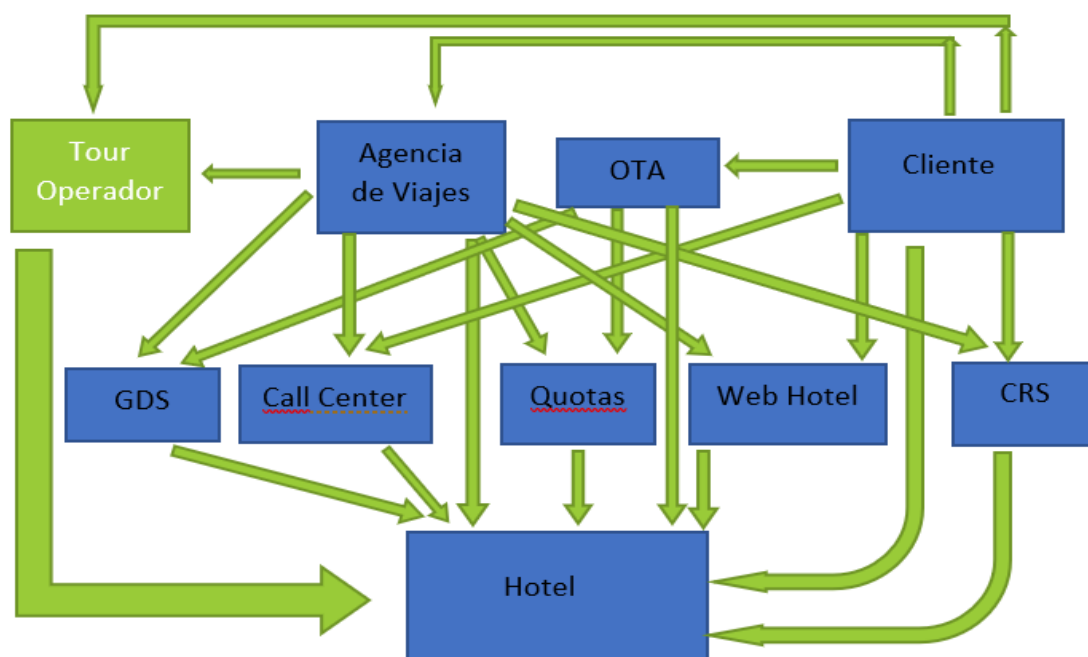 Tour
Operador
Agencia
de Viajes
OTA
Cliente
GDS
Call Center
Quotas
Web Hotel
CRS
Hotel